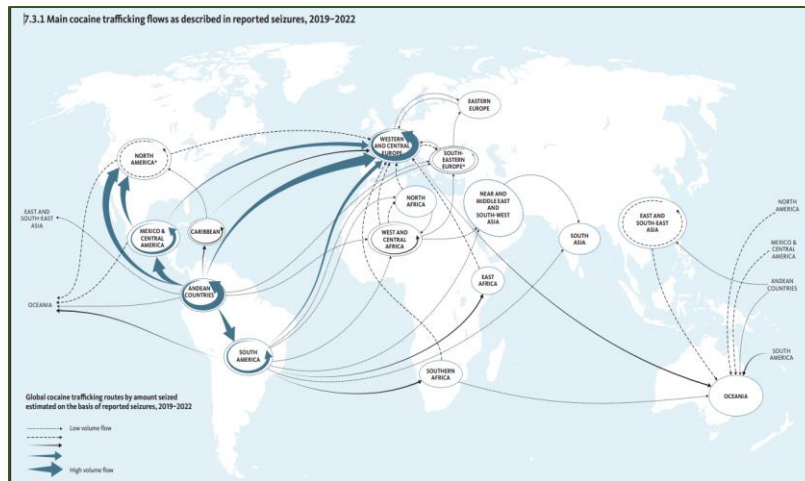 7.3.1 Main cocaine trafficking flows as described in reported seizures, 2019–2022
EASTERN
EUROPE
WESTERN
AND CENTRAL
EUROPE
SOUTH-
EASTERN
EUROPE*
NORTH
AMERICA*
NORTH
AFRICA
NEAR AND
MIDDLE EAST
AND
SOUTH-WEST
ASIA
EAST AND
SOUTH-EAST
ASIA
NORTH
AMERICA
EAST AND
SOUTH-EAST
ASIA
MEXICO &
CENTRAL
AMERICA
CARIBBEAN
WEST AND
CENTRAL
AFRICA
SOUTH
ASIA
MEXICO &
CENTRAL
AMERICA
ANDEAN
COUNTRIES
EAST
AFRICA
ANDEAN
COUNTRIES
OCEANIA
SOUTH
AMERICA
SOUTH
AMERICA
SOUTHERN
AFRICA
OCEANIA
Global cocaine trafficking routes by amount seized
estimated on the basis of reported seizures, 2019–2022
Low volume flow
High volume flow